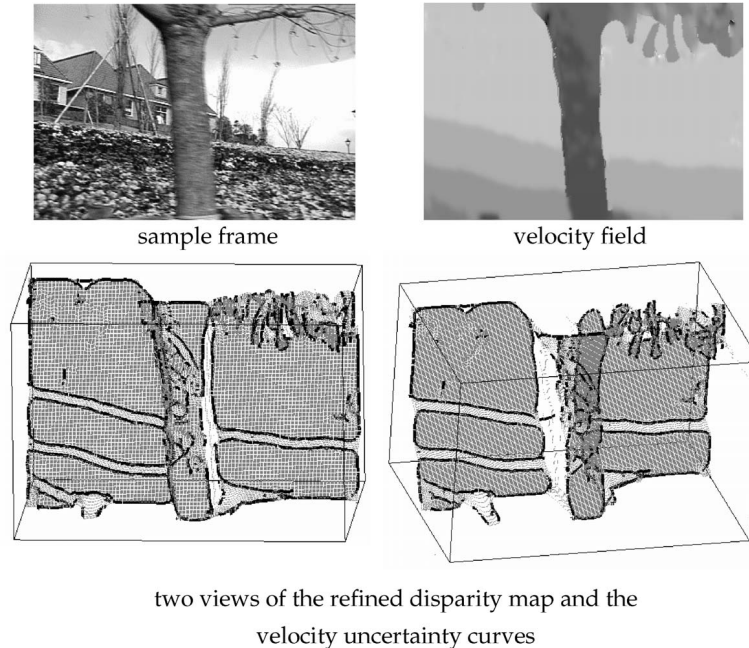 sample frame
velocity field
two views of the refined disparity map and the
velocity uncertainty curves